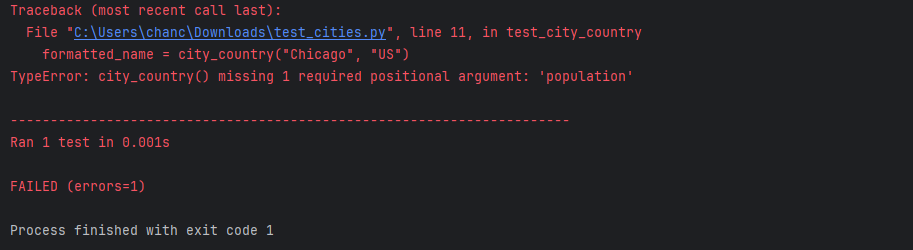 Traceback (most recent call last):
  File "C:\Users\chanc\Downloads\test_cities.py", line 11, in test_city_country
    formatted_name = city_country("Chicago", "US")
TypeError: city_country() missing 1 required positional argument: 'population'
----------------------------------------------------------------------
Ran 1 test in 0.001s
FAILED (errors=1)
Process finished with exit code 1